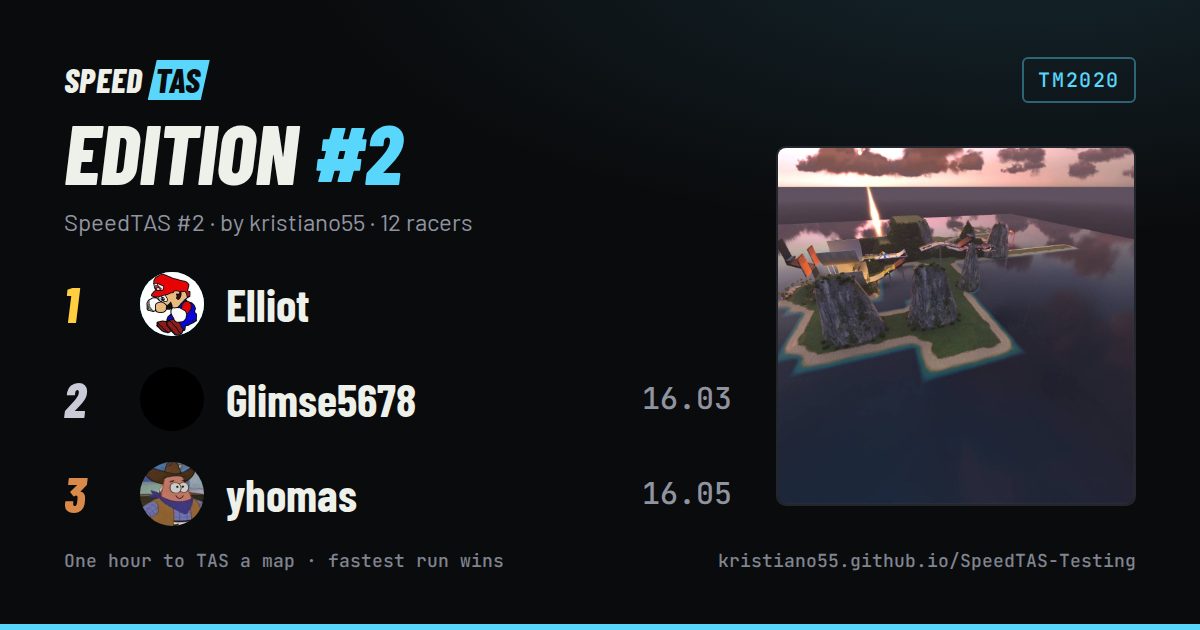 SPEED TAS
TM2020
EDITION #2
SpeedTAS #2 · by kristiano55 · 12 racers
1 Elliot
2 Glimse5678 16.03
3 yhomas 16.05
One hour to TAS a map · fastest run wins
kristiano55.github.io/SpeedTAS-Testing